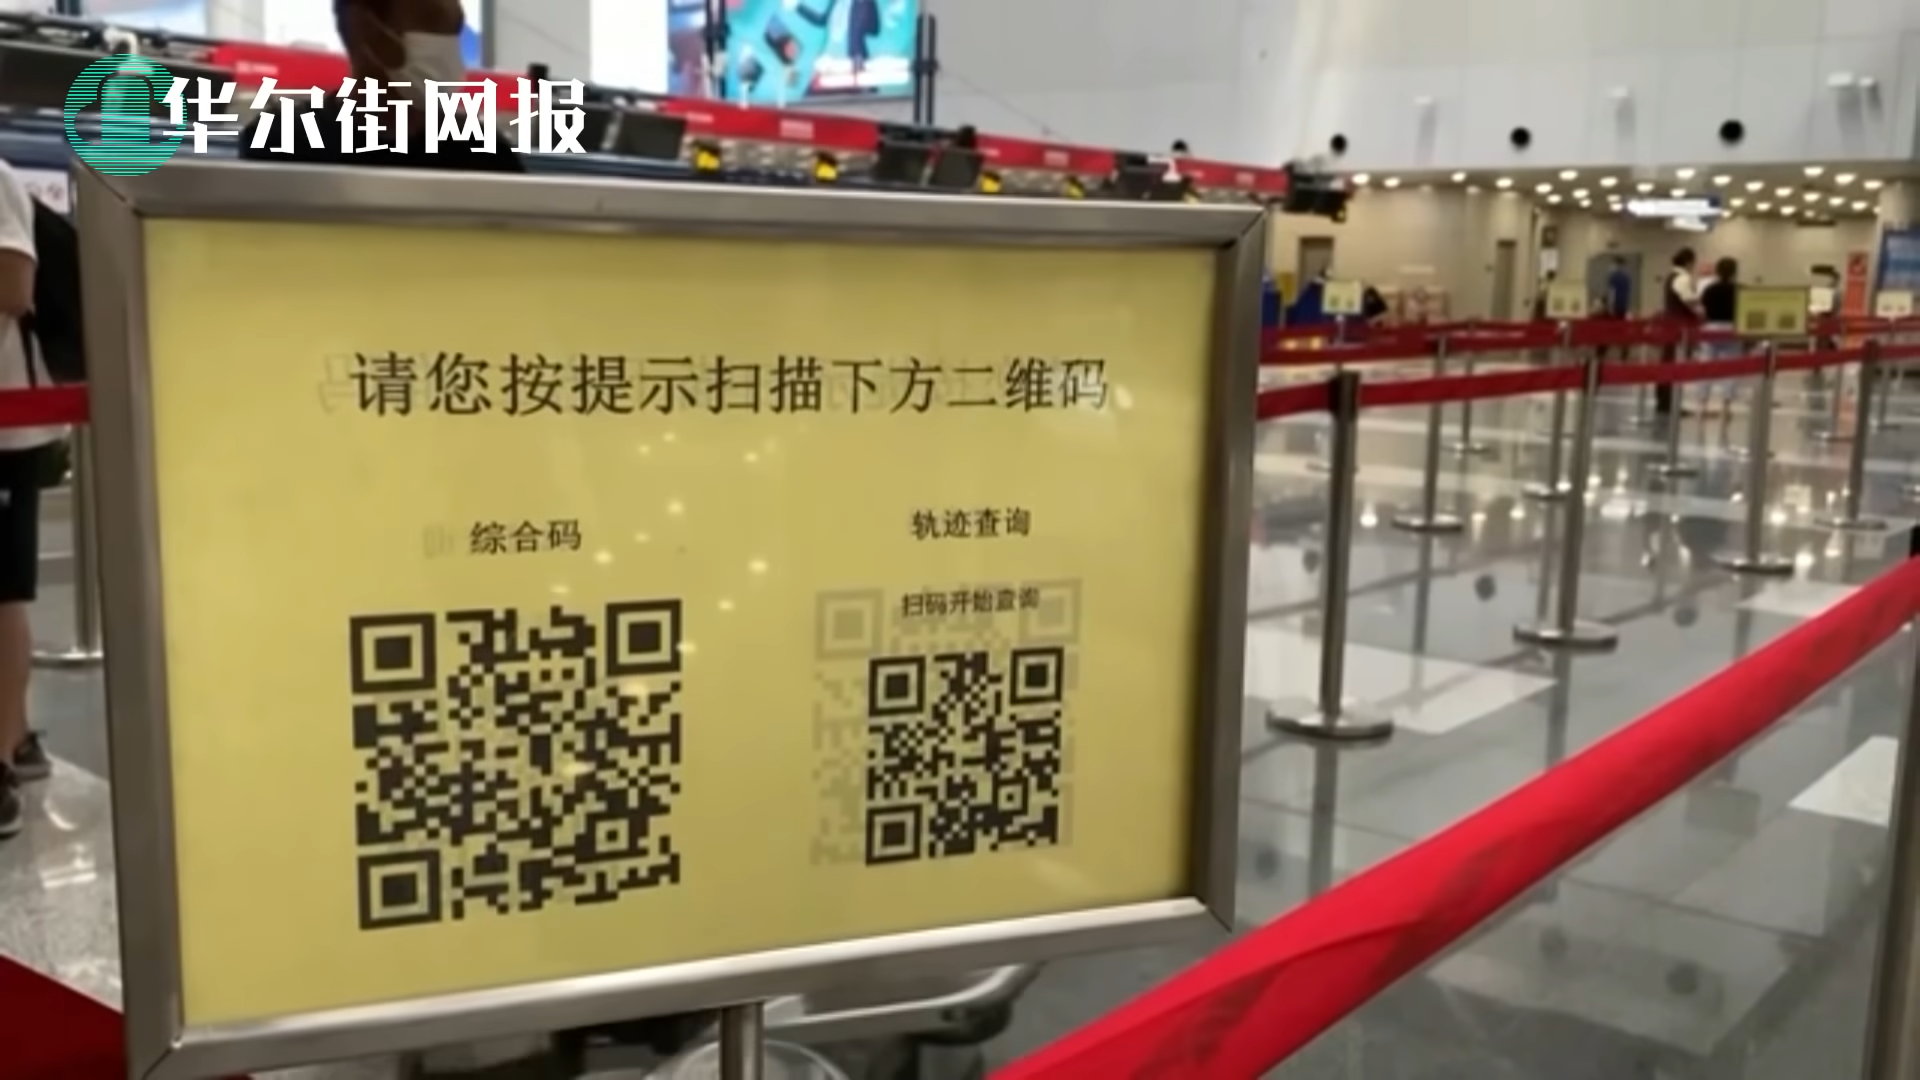 华尔街网报
请您按提示扫描下方二维码
综合码
轨迹查询
扫码开始查询